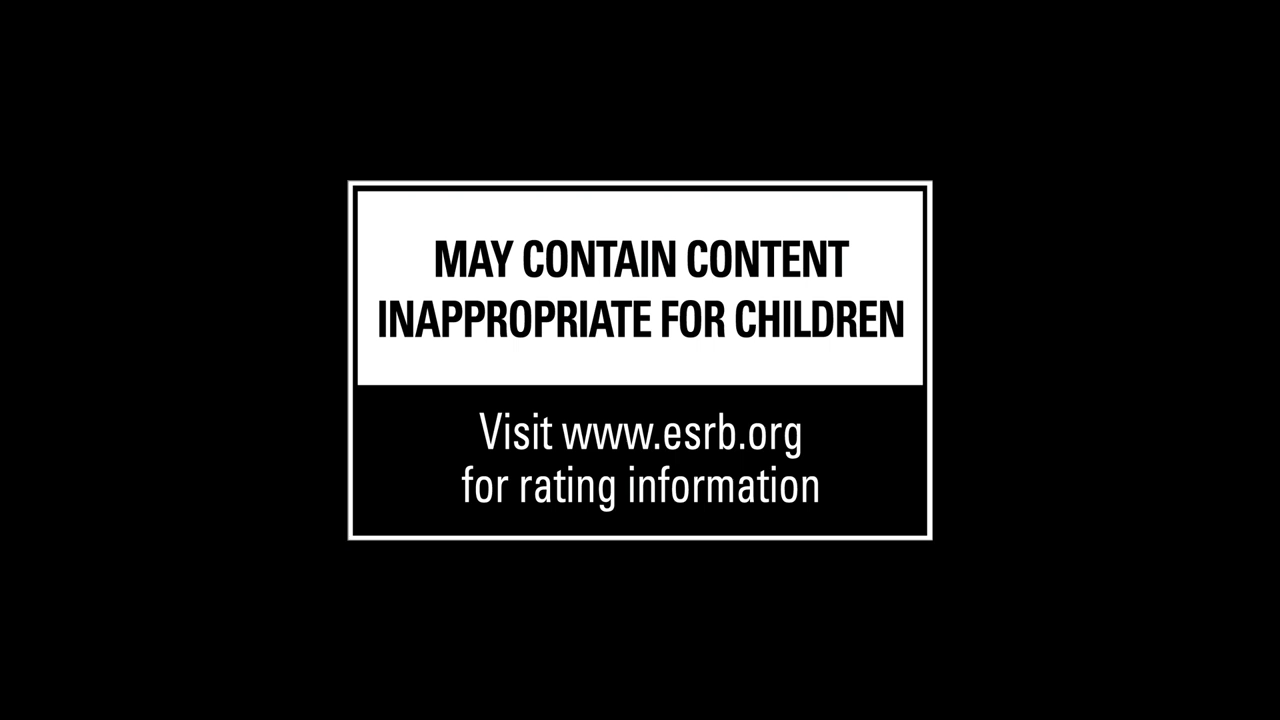 MAY CONTAIN CONTENT
INAPPROPRIATE FOR CHILDREN
Visit www.esrb.org
for rating information